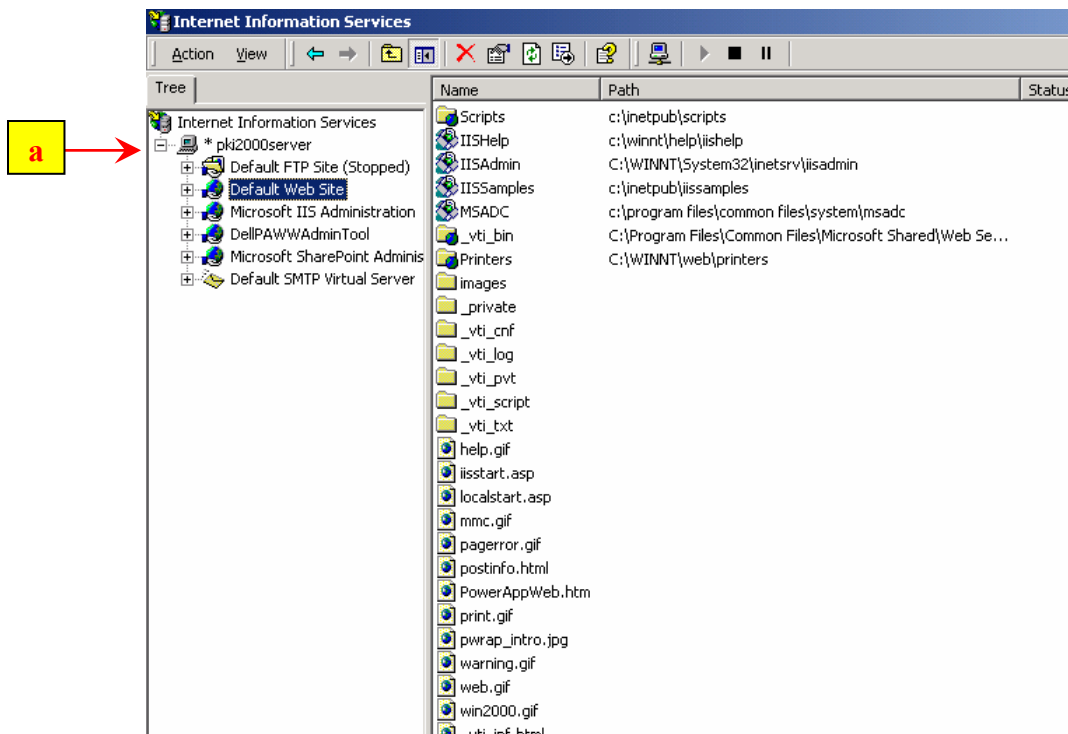 Internet Information Services
Action View
Tree
Name Path Status
Internet Information Services
a
* pki2000server
Default FTP Site (Stopped)
Default Web Site
Microsoft IIS Administration
DellPAWWAdminTool
Microsoft SharePoint Adminis
Default SMTP Virtual Server
Scripts c:\inetpub\scripts
IISHelp c:\winnt\help\iishelp
IISAdmin C:\WINNT\System32\inetsrv\iisadmin
IISSamples c:\inetpub\iissamples
MSADC c:\program files\common files\system\msadc
_vti_bin C:\Program Files\Common Files\Microsoft Shared\Web Se...
Printers C:\WINNT\web\printers
images
_private
_vti_cnf
_vti_log
_vti_pvt
_vti_script
_vti_txt
help.gif
iisstart.asp
localstart.asp
mmc.gif
pagerror.gif
postinfo.html
PowerAppWeb.htm
print.gif
pwrap_intro.jpg
warning.gif
web.gif
win2000.gif
_vti_inf.html